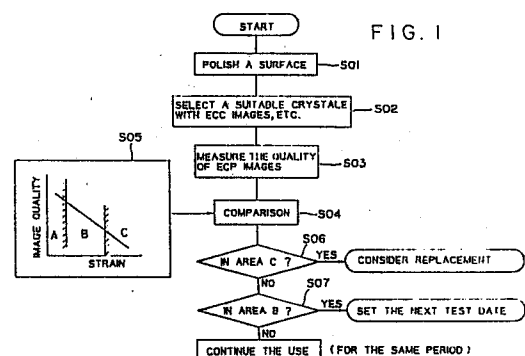 START
FIG. 1
POLISH A SURFACE
S01
SELECT A SUITABLE CRYSTALE
WITH ECC IMAGES, ETC.
S02
MEASURE THE QUALITY
OF ECP IMAGES
S03
S05
IMAGE QUALITY
A
B
C
STRAIN
COMPARISON
S04
S06
IN AREA C ?
YES
CONSIDER REPLACEMENT
NO
S07
IN AREA B ?
YES
SET THE NEXT TEST DATE
NO
CONTINUE THE USE
(FOR THE SAME PERIOD)